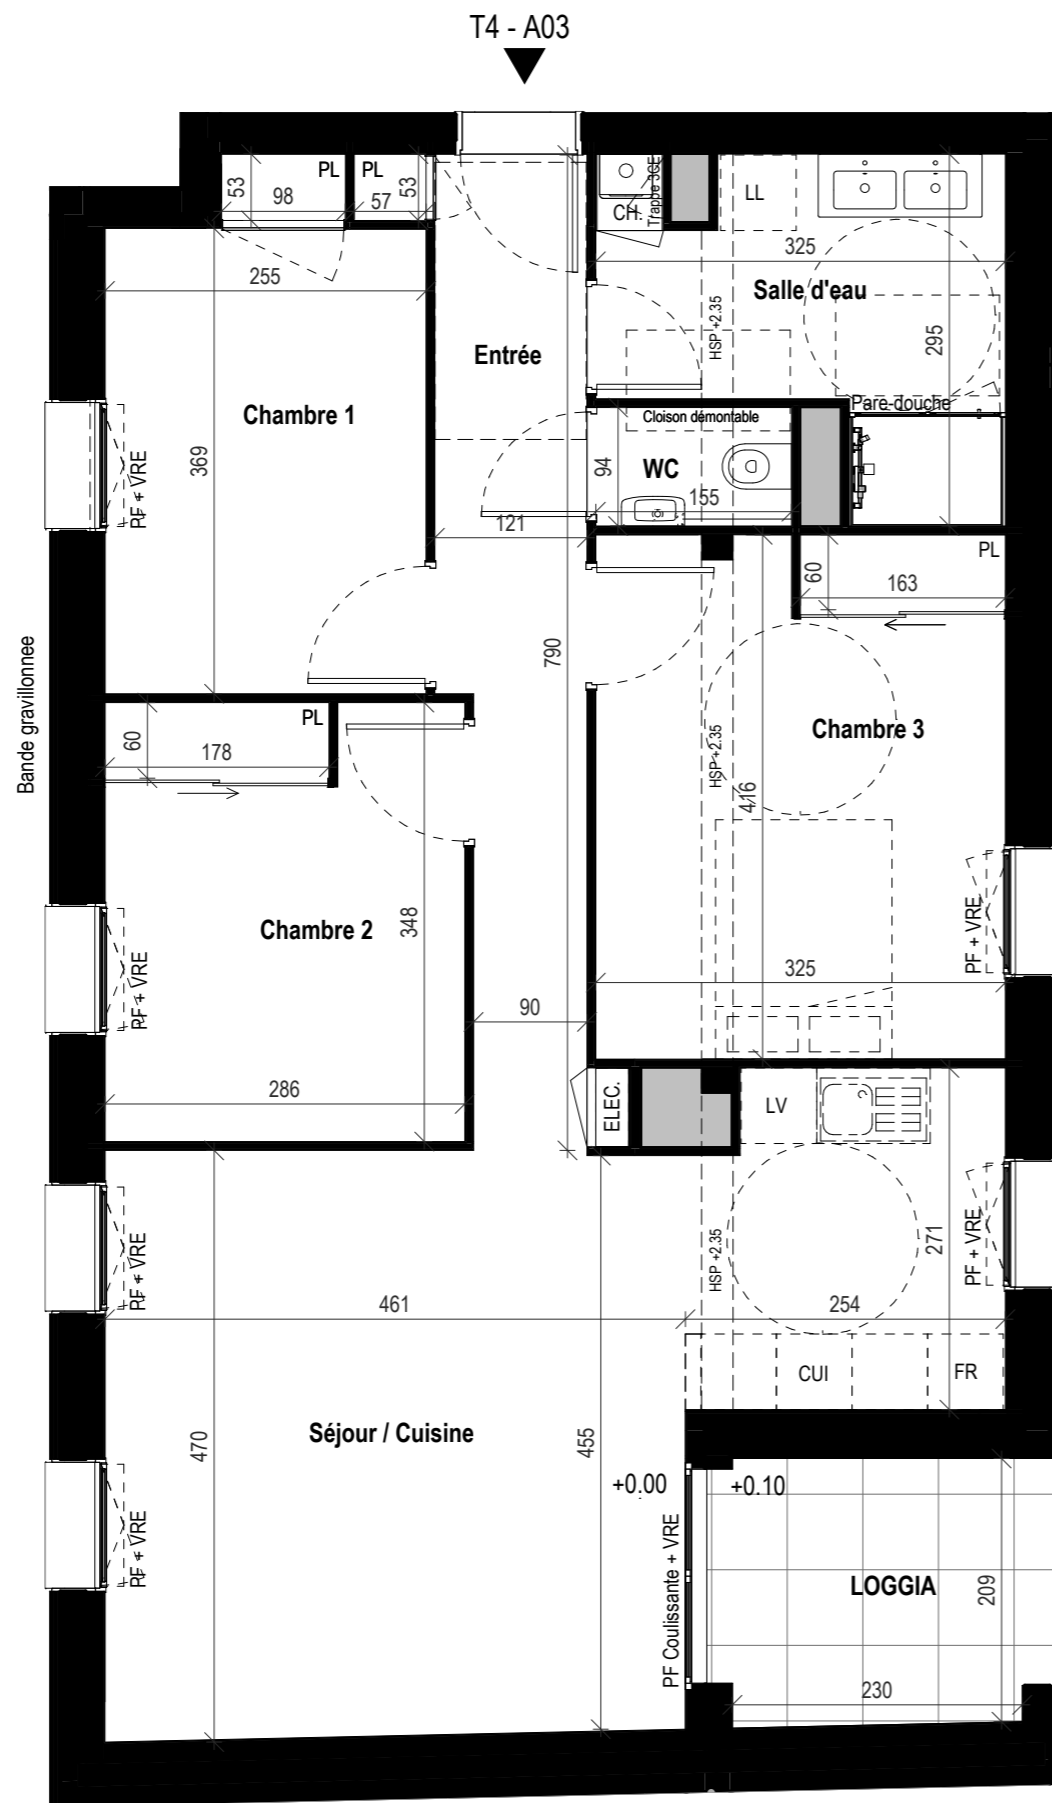 T4 - A03
PL
PL
53
98
57
53
CH.
Trappe 3CE
LL
325
Salle d'eau
255
HSP +2.35
295
Entrée
Chambre 1
Pare-douche
Cloison démontable
369
PF + VRE
WC
94
155
121
PL
60
163
Bande gravillonnee
790
PL
60
178
Chambre 3
HSP +2.35
416
Chambre 2
348
PF + VRE
PF + VRE
325
90
286
ELEC.
LV
PF + VRE
PF + VRE
HSP +2.35
271
461
254
CUI
FR
Séjour / Cuisine
470
455
+0.00
+0.10
PF + VRE
PF Coulissante + VRE
LOGGIA
209
230